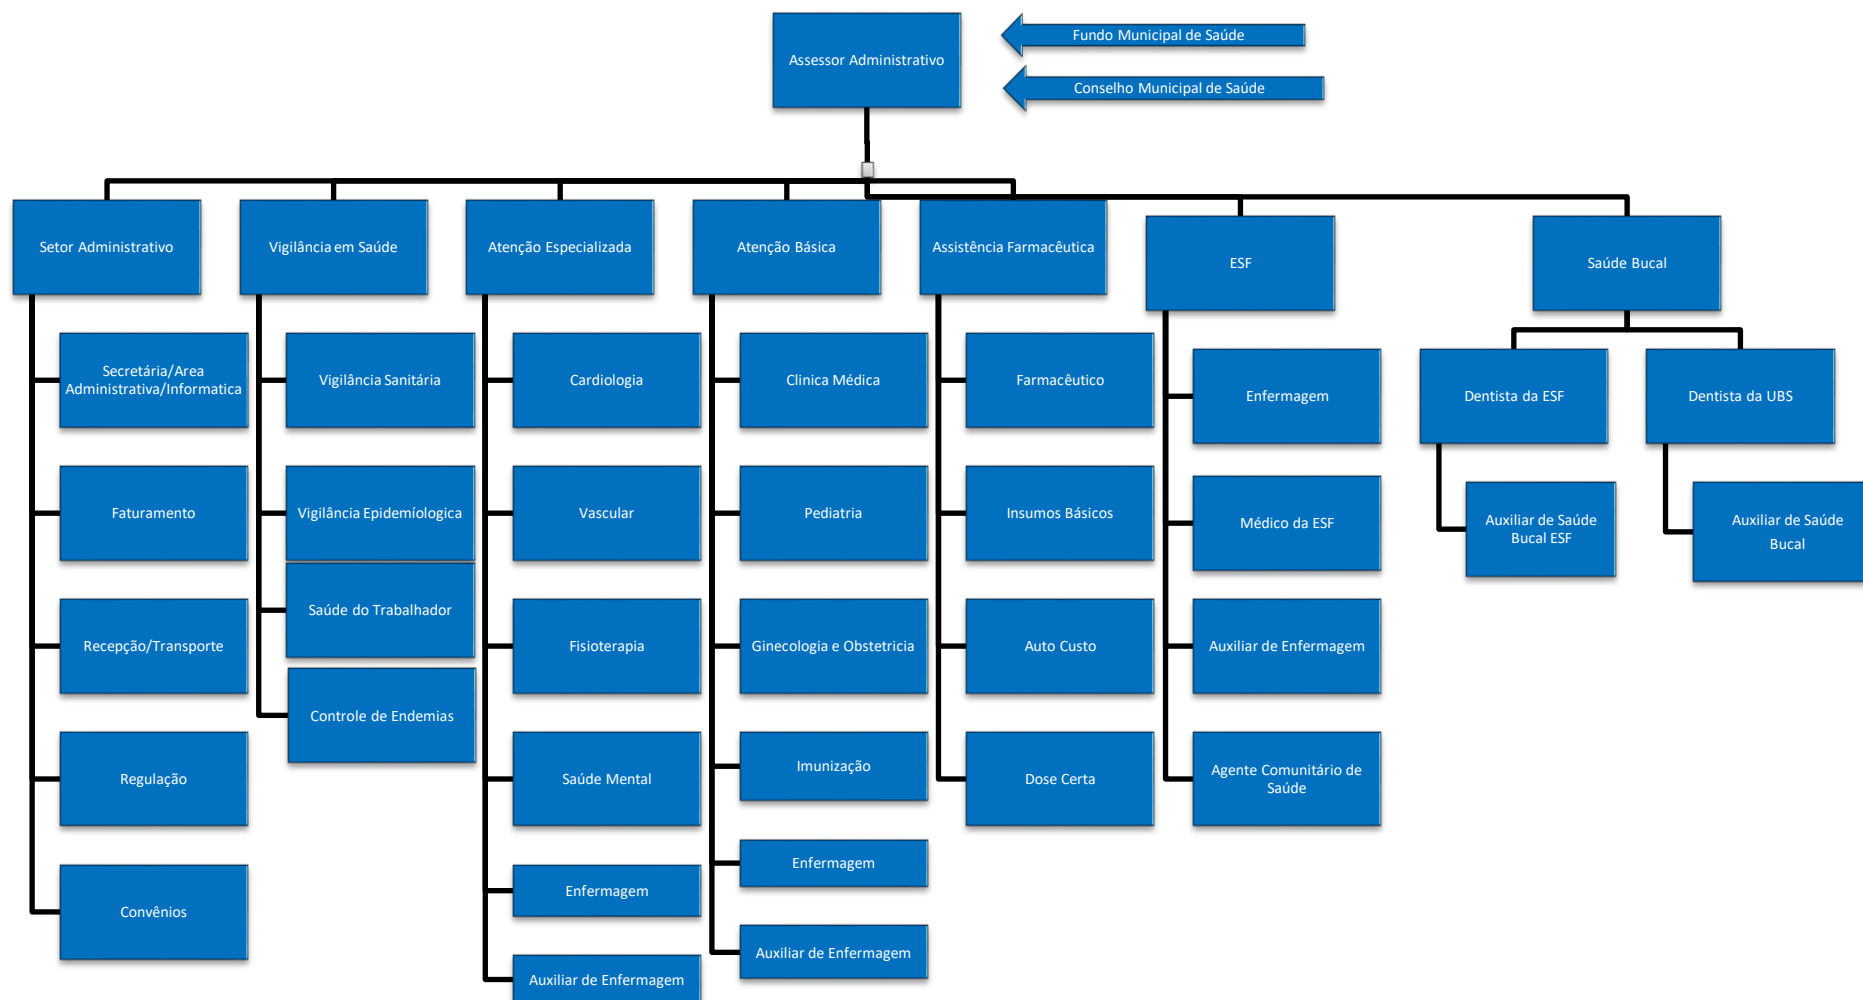 Assessor Administrativo
Fundo Municipal de Saúde
Conselho Municipal de Saúde
Setor Administrativo
Vigilância em Saúde
Atenção Especializada
Atenção Básica
Assistência Farmacêutica
ESF
Saúde Bucal
Secretária/Area
Administrativa/Informatica
Faturamento
Recepção/Transporte
Regulação
Convênios
Vigilância Sanitária
Vigilância Epidemíologica
Saúde do Trabalhador
Controle de Endemias
Cardiologia
Vascular
Fisioterapia
Saúde Mental
Enfermagem
Auxiliar de Enfermagem
Clinica Médica
Pediatria
Ginecologia e Obstetricia
Imunização
Enfermagem
Auxiliar de Enfermagem
Farmacêutico
Insumos Básicos
Auto Custo
Dose Certa
Enfermagem
Médico da ESF
Auxiliar de Enfermagem
Agente Comunitário de
Saúde
Dentista da ESF
Auxiliar de Saúde
Bucal ESF
Dentista da UBS
Auxiliar de Saúde
Bucal